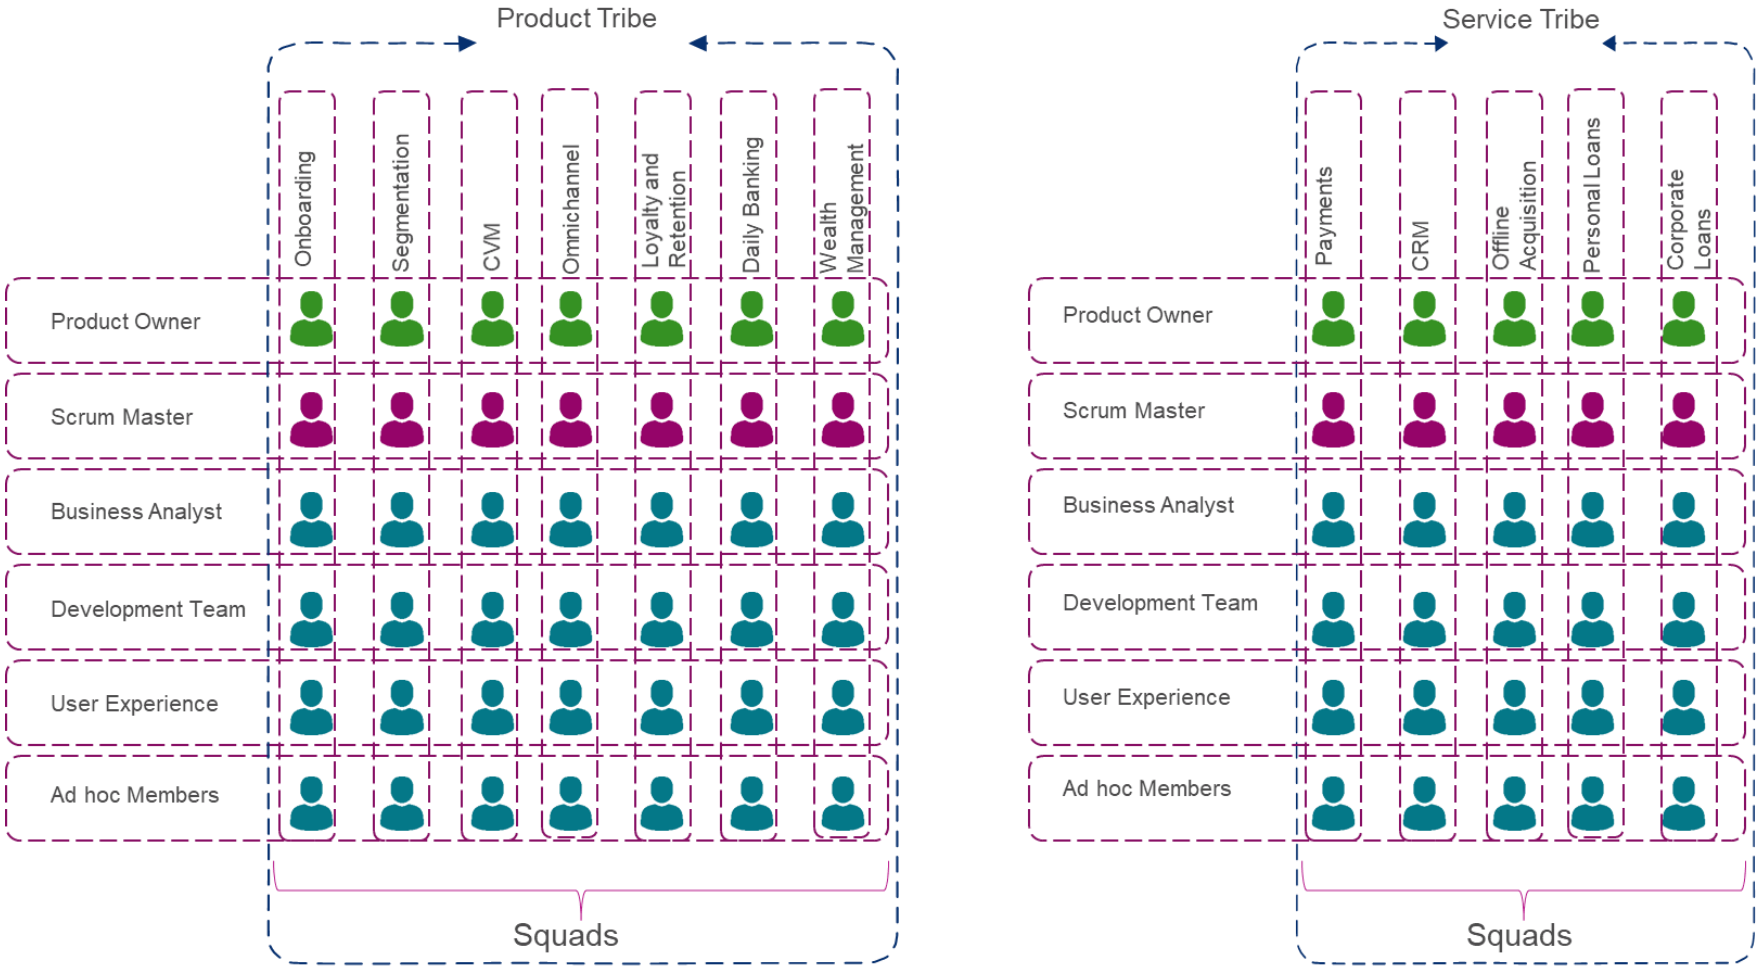 Product Tribe
Onboarding
Segmentation
CVM
Omnichannel
Loyalty and
Retention
Daily Banking
Wealth
Management
Product Owner
Scrum Master
Business Analyst
Development Team
User Experience
Ad hoc Members
Squads
Service Tribe
Payments
CRM
Offline
Acquisition
Personal Loans
Corporate
Loans
Product Owner
Scrum Master
Business Analyst
Development Team
User Experience
Ad hoc Members
Squads